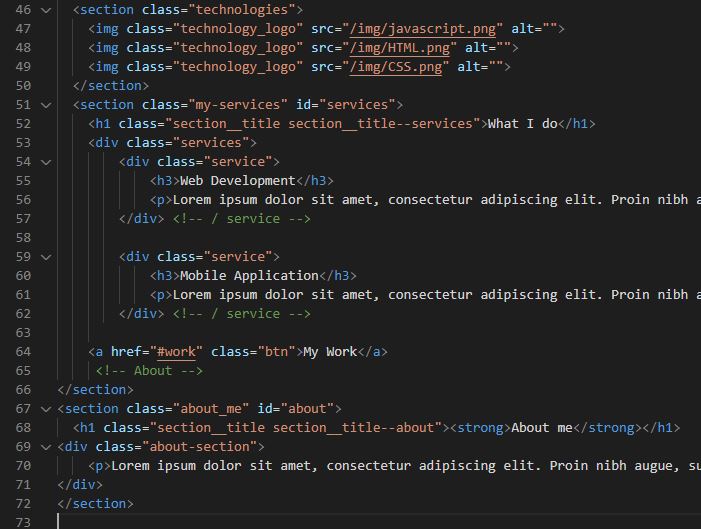 46 <section class="technologies">
47 <img class="technology_logo" src="/img/javascript.png" alt="">
48 <img class="technology_logo" src="/img/HTML.png" alt="">
49 <img class="technology_logo" src="/img/CSS.png" alt="">
50 </section>
51 <section class="my-services" id="services">
52 <h1 class="section__title section__title--services">What I do</h1>
53 <div class="services">
54 <div class="service">
55 <h3>Web Development</h3>
56 <p>Lorem ipsum dolor sit amet, consectetur adipiscing elit. Proin nibh a
57 </div> <!-- / service -->
58
59 <div class="service">
60 <h3>Mobile Application</h3>
61 <p>Lorem ipsum dolor sit amet, consectetur adipiscing elit. Proin nibh a
62 </div> <!-- / service -->
63
64 <a href="#work" class="btn">My Work</a>
65 <!-- About -->
66 </section>
67 <section class="about_me" id="about">
68 <h1 class="section__title section__title--about"><strong>About me</strong></h1>
69 <div class="about-section">
70 <p>Lorem ipsum dolor sit amet, consectetur adipiscing elit. Proin nibh augue, su
71 </div>
72 </section>
73